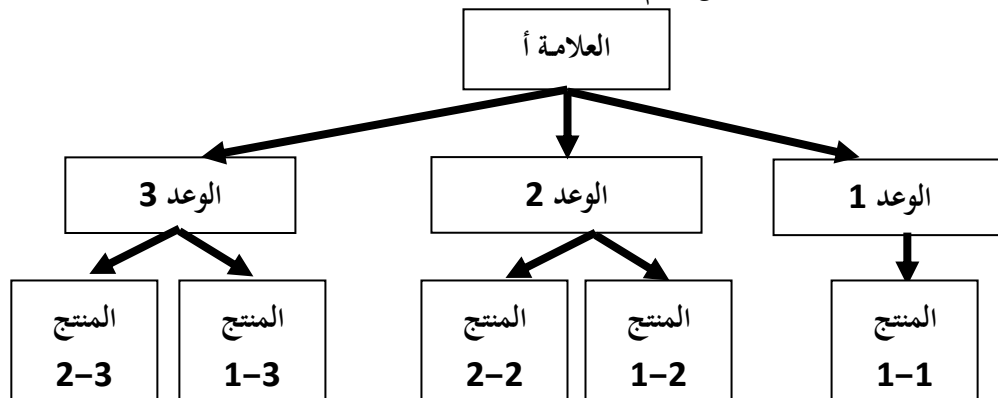 العلامة أ
الوعد 1
الوعد 2
الوعد 3
المنتج
1–1
المنتج
1–2
المنتج
2–2
المنتج
1–3
المنتج
2–3